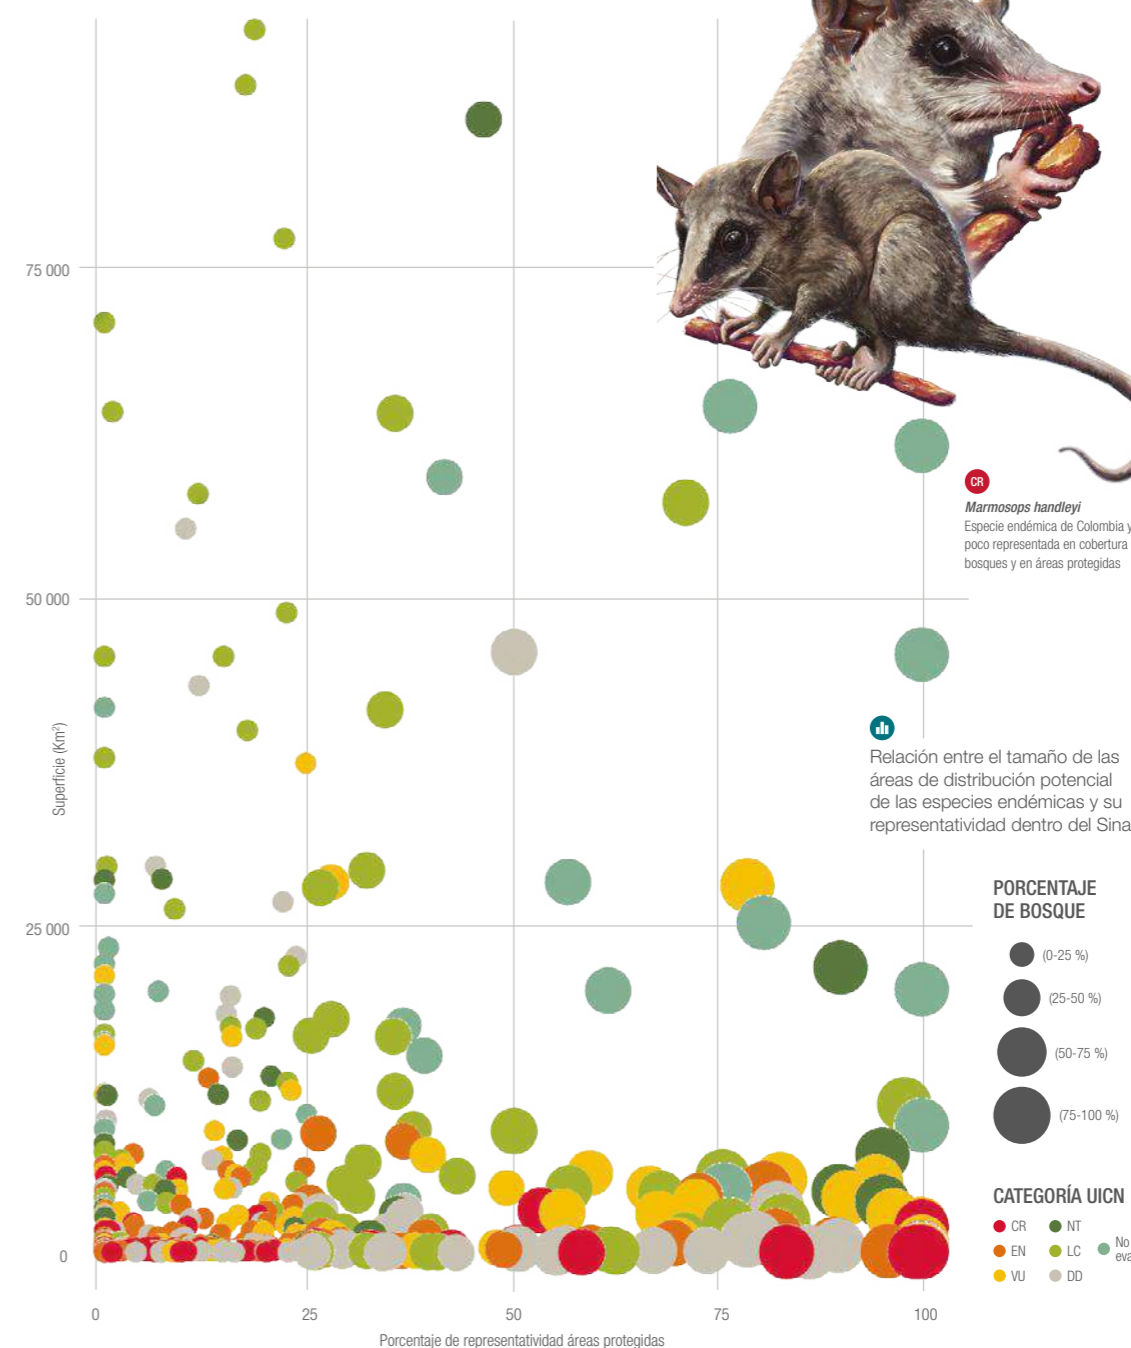 75 000
50 000
25 000
0
Superficie (Km²)
0
25
50
75
100
Porcentaje de representatividad áreas protegidas
CR
Marmosops handleyi
Especie endémica de Colombia y
poco representada en cobertura
bosques y en áreas protegidas
Relación entre el tamaño de las
áreas de distribución potencial
de las especies endémicas y su
representatividad dentro del Sina
PORCENTAJE
DE BOSQUE
(0-25 %)
(25-50 %)
(50-75 %)
(75-100 %)
CATEGORÍA UICN
CR
NT
EN
LC
No
eva
VU
DD